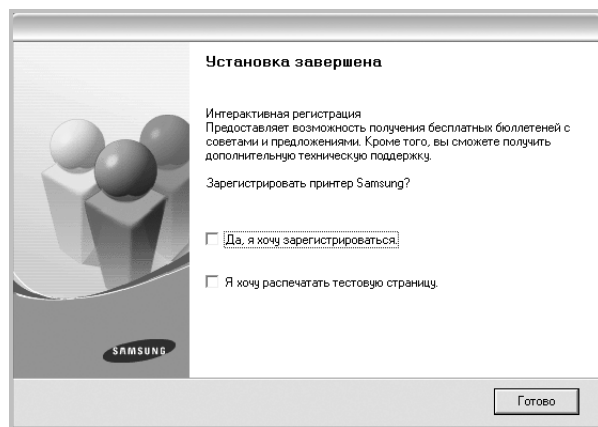 Установка завершена
Интерактивная регистрация
Предоставляет возможность получения бесплатных бюллетеней с
советами и предложениями. Кроме того, вы сможете получить
дополнительную техническую поддержку.
Зарегистрировать принтер Samsung?
Да, я хочу зарегистрироваться.
Я хочу распечатать тестовую страницу.
SAMSUNG
Готово